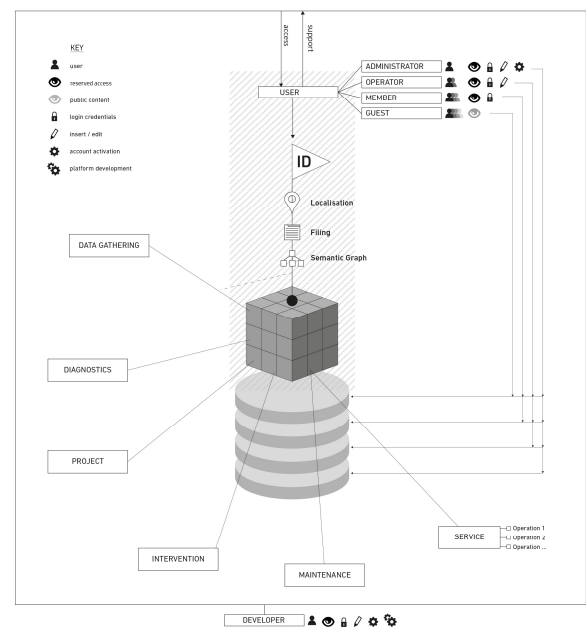 access
support
KEY
user
reserved access
public content
login credentials
insert / edit
account activation
platform development
USER
ADMINISTRATOR
OPERATOR
MEMBER
GUEST
ID
Localisation
Filing
Semantic Graph
DATA GATHERING
DIAGNOSTICS
PROJECT
INTERVENTION
MAINTENANCE
SERVICE
Operation 1
Operation 2
Operation ...
DEVELOPER